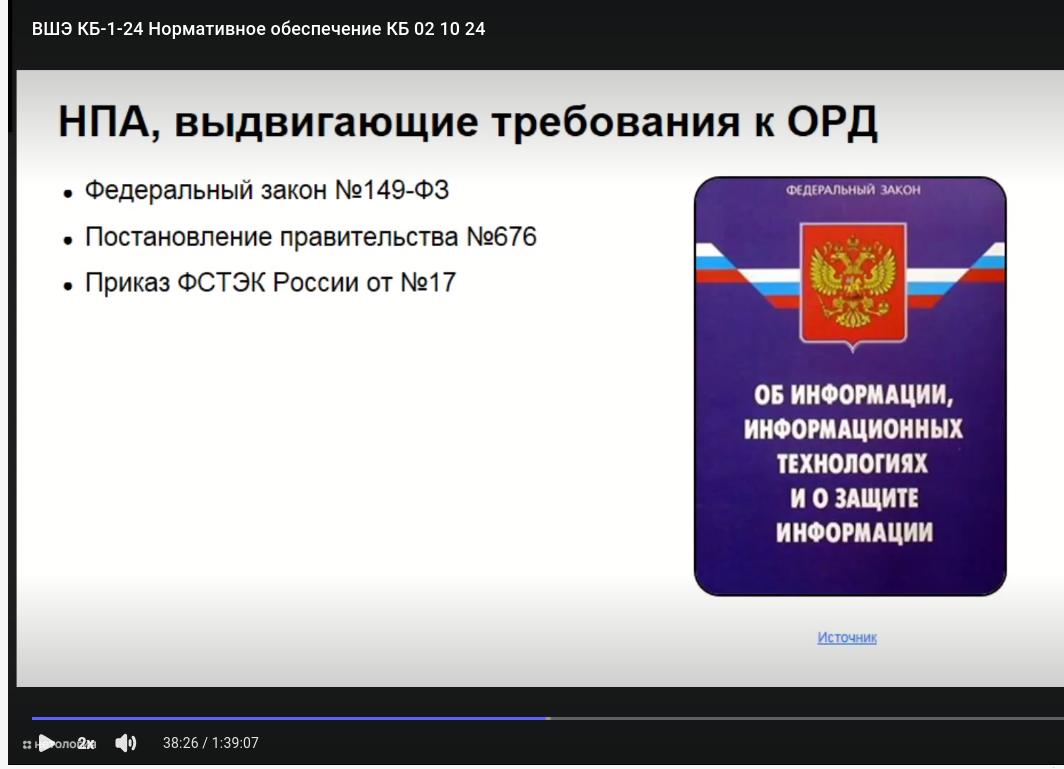 ВШЭ КБ-1-24 Нормативное обеспечение КБ 02 10 24
НПА, выдвигающие требования к ОРД
• Федеральный закон №149-ФЗ
• Постановление правительства №676
• Приказ ФСТЭК России от №17
ФЕДЕРАЛЬНЫЙ ЗАКОН
ОБ ИНФОРМАЦИИ,
ИНФОРМАЦИОННЫХ
ТЕХНОЛОГИЯХ
И О ЗАЩИТЕ
ИНФОРМАЦИИ
Источник
2x
38:26 / 1:39:07